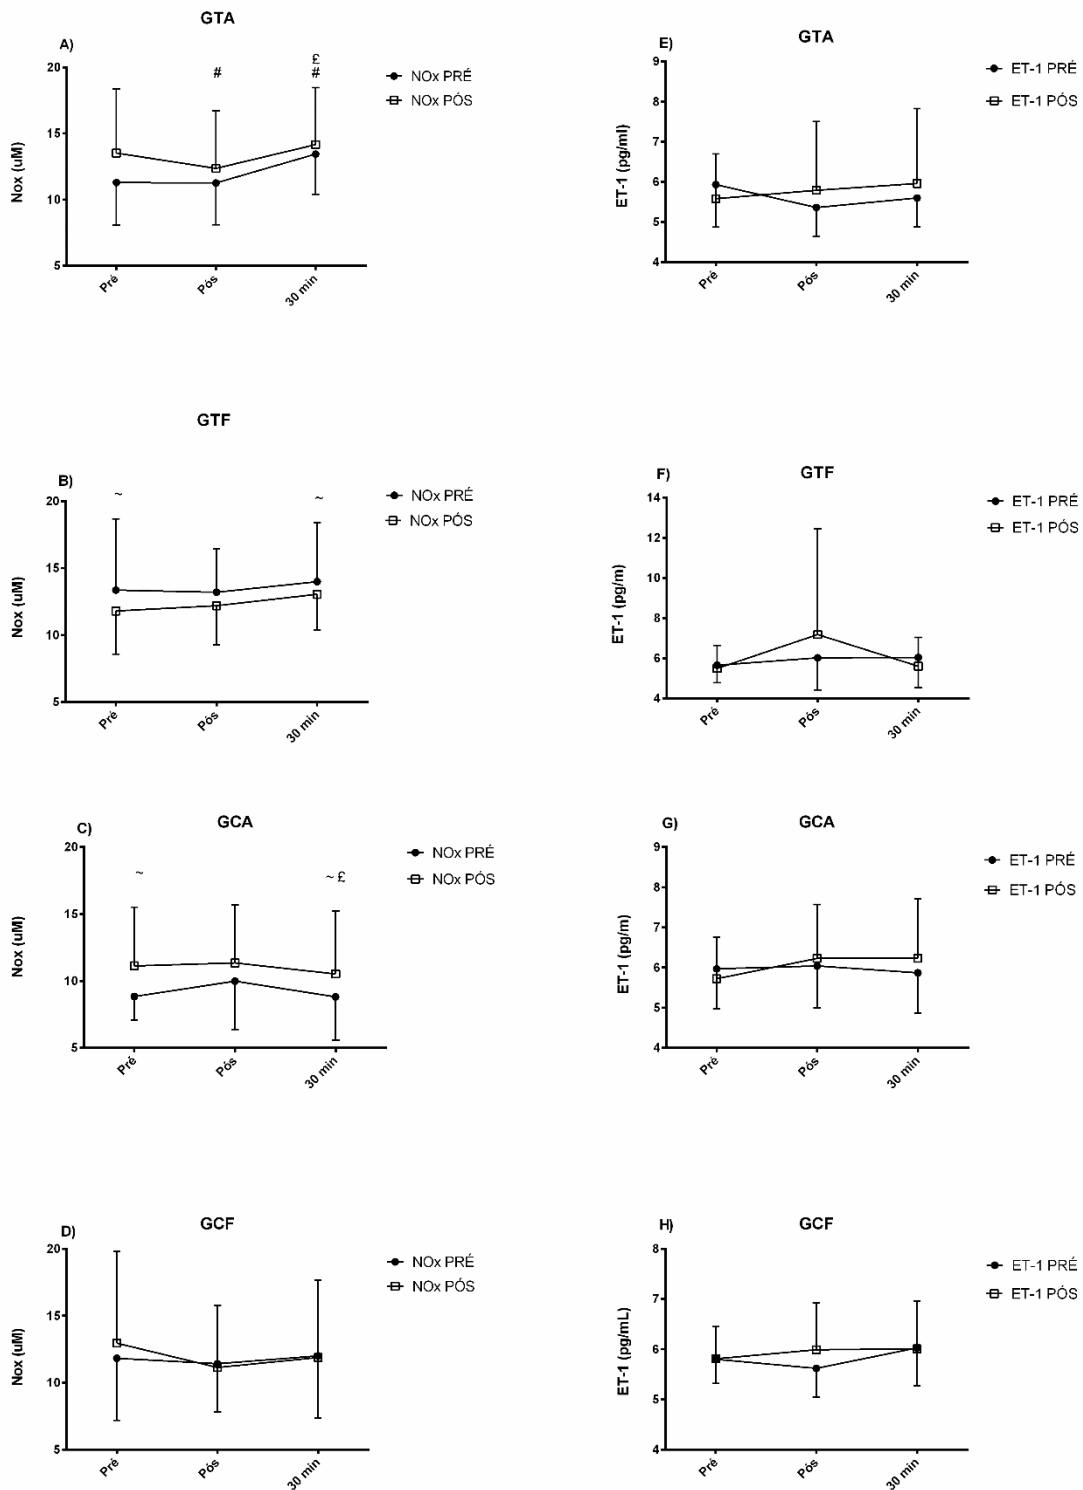 GTA
A)
£
# #
20
15
10
5
Nox (uM)
Pré
Pós
30 min
NOx PRÉ
NOx PÓS
GTA
E)
9
8
7
6
5
4
ET-1 (pg/ml)
Pré
Pós
30 min
ET-1 PRÉ
ET-1 PÓS
GTF
B)
~ ~
20
15
10
5
Nox (uM)
Pré
Pós
30 min
NOx PRÉ
NOx PÓS
GTF
F)
14
12
10
8
6
4
ET-1 (pg/m)
Pré
Pós
30 min
ET-1 PRÉ
ET-1 PÓS
GCA
C)
~ ~ £
20
15
10
5
Nox (uM)
Pré
Pós
30 min
NOx PRÉ
NOx PÓS
GCA
G)
9
8
7
6
5
4
ET-1 (pg/m)
Pré
Pós
30 min
ET-1 PRÉ
ET-1 PÓS
GCF
D)
20
15
10
5
Nox (uM)
Pré
Pós
30 min
NOx PRÉ
NOx PÓS
GCF
H)
8
7
6
5
4
ET-1 (pg/mL)
Pré
Pós
30 min
ET-1 PRÉ
ET-1 PÓS